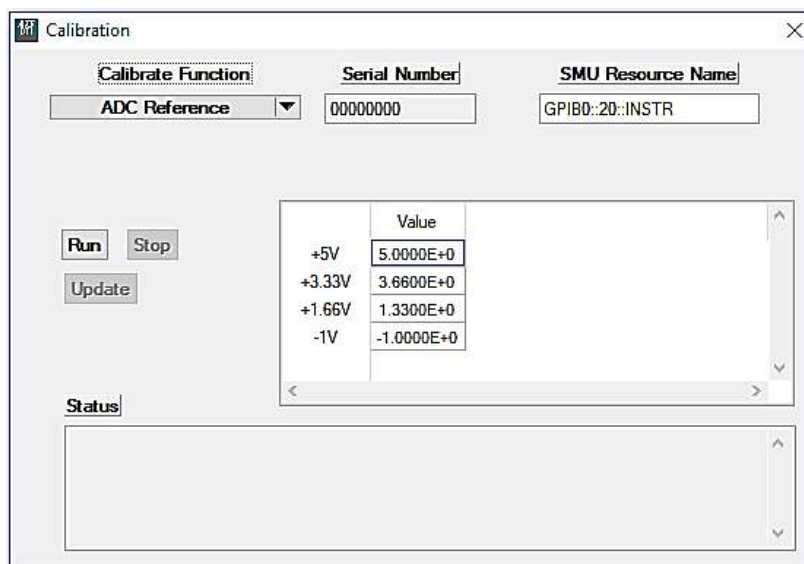 Calibration
Calibrate Function Serial Number SMU Resource Name
ADC Reference 00000000 GPIB0::20::INSTR
Value
Run Stop
+5V 5.0000E+0
Update
+3.33V 3.6600E+0
+1.66V 1.3300E+0
-1V -1.0000E+0
Status